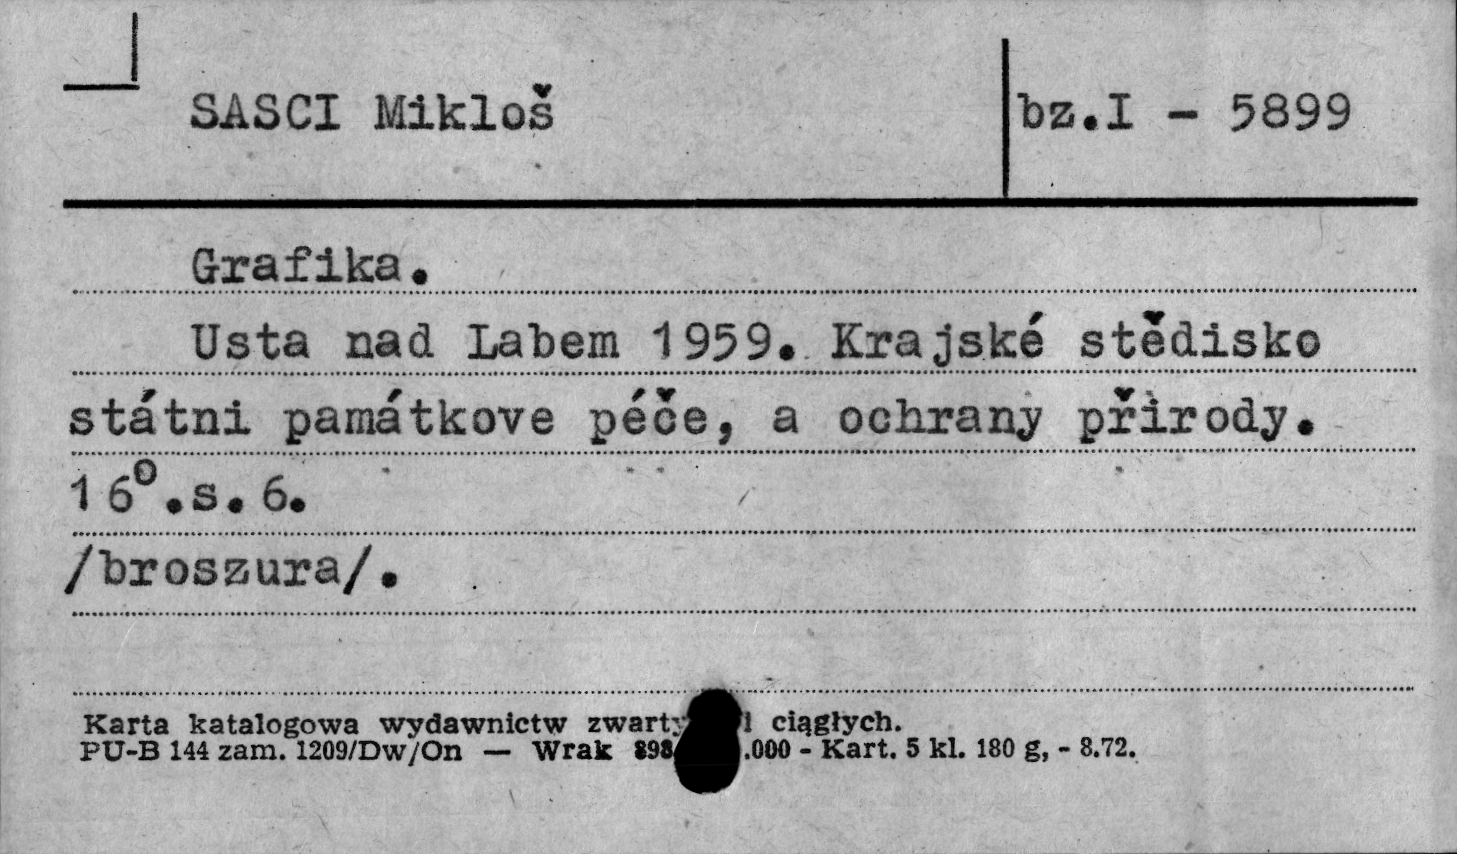 SASCI Mikloš
bz.I - 5899
Grafika.
Usta nad Labem 1959. Krajské stědisko
státni památkove péče, a ochrany přirody.
16°.s.6.
/broszura/.
Karta katalogowa wydawnictw ciągłych.
PU-B 144 zam. 1209/Dw/On — Wrak .000 - Kart. 5 kl. 180 g, - 8.72.